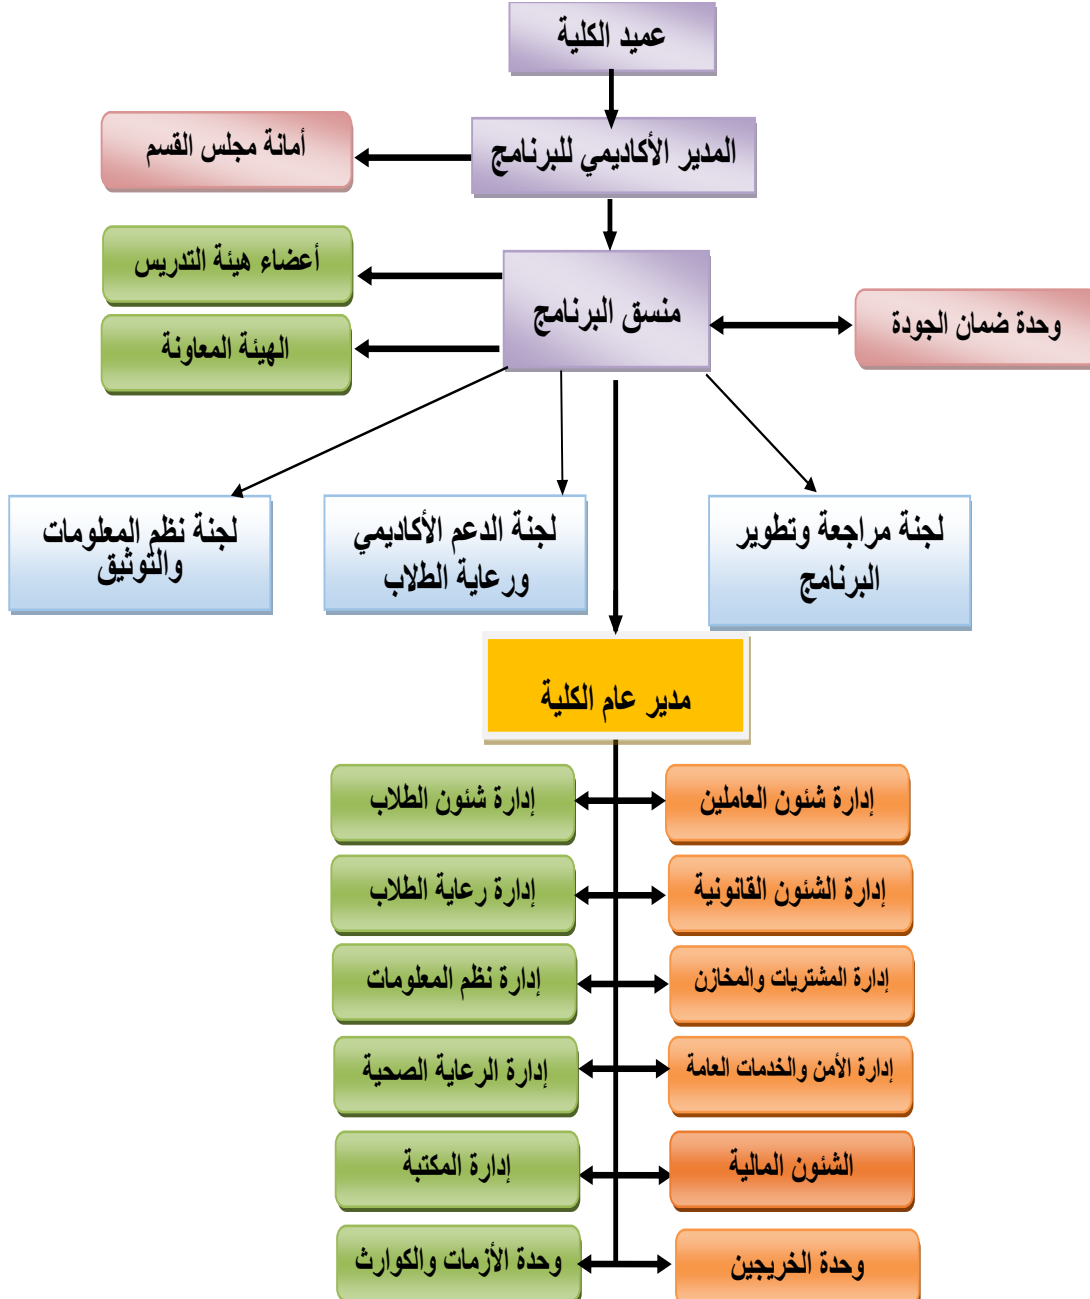 عميد الكلية
المدير الأكاديمي للبرنامج
أمانة مجلس القسم
أعضاء هيئة التدريس
منسق البرنامج
وحدة ضمان الجودة
الهيئة المعاونة
لجنة مراجعة وتطوير
البرنامج
لجنة الدعم الأكاديمي
ورعاية الطلاب
لجنة نظم المعلومات
والتوثيق
مدير عام الكلية
إدارة شئون العاملين
إدارة شئون الطلاب
إدارة الشئون القانونية
إدارة رعاية الطلاب
إدارة المشتريات والمخازن
إدارة نظم المعلومات
إدارة الأمن والخدمات العامة
إدارة الرعاية الصحية
الشئون المالية
إدارة المكتبة
وحدة الخريجين
وحدة الأزمات والكوارث